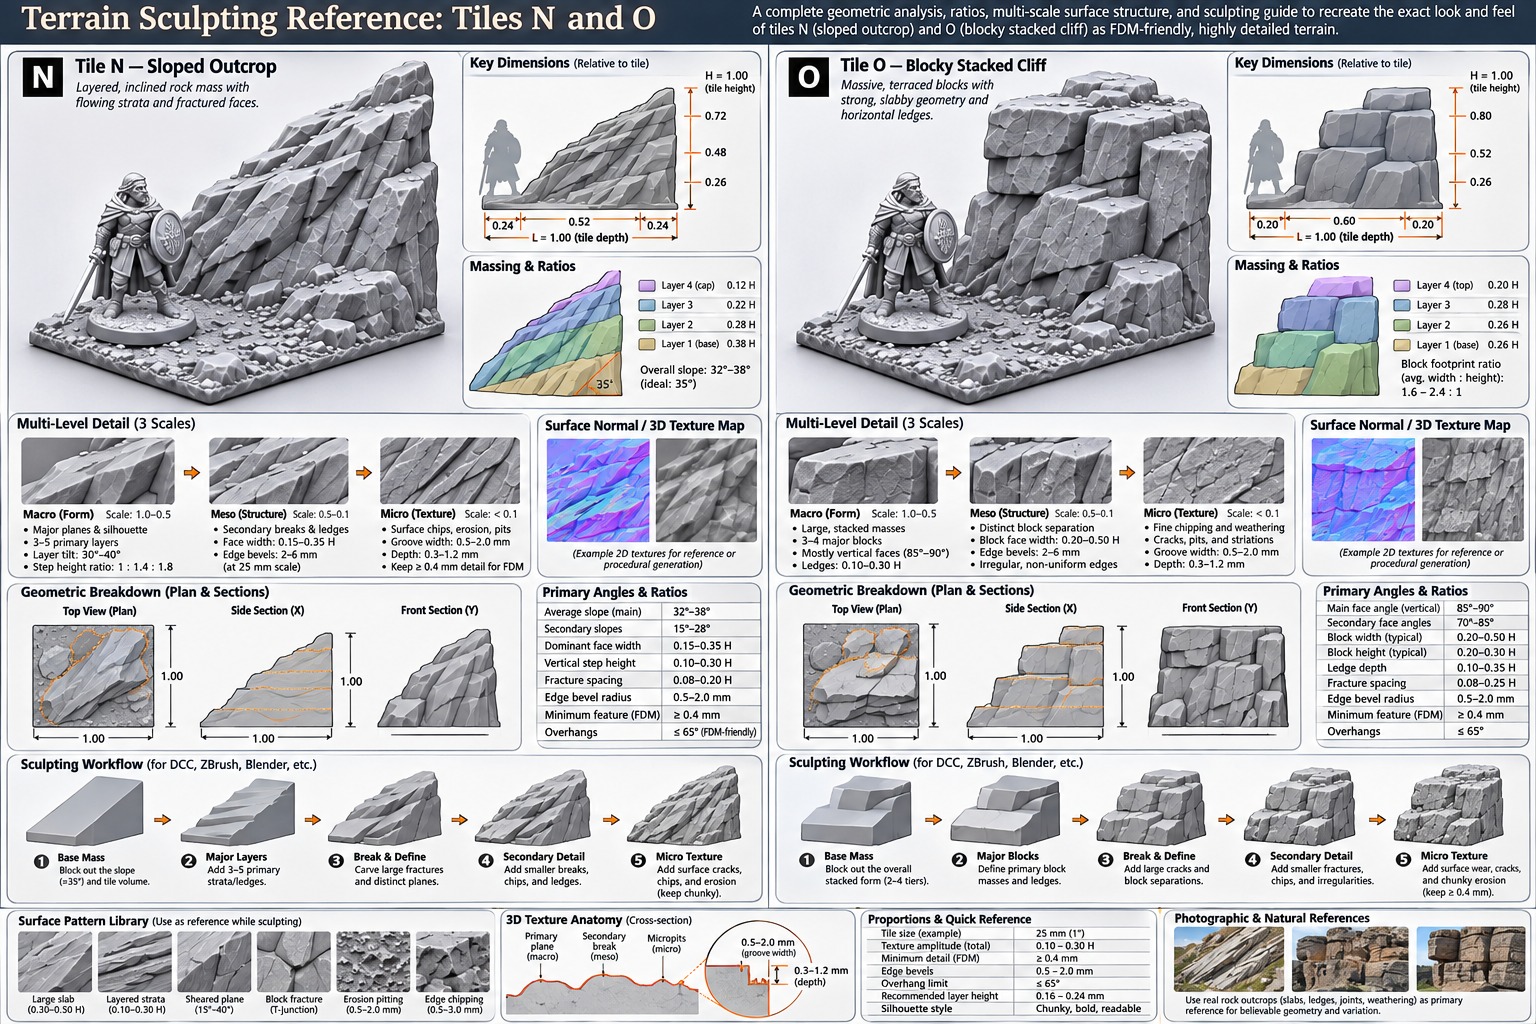 Terrain Sculpting Reference: Tiles N and O
A complete geometric analysis, ratios, multi-scale surface structure, and sculpting guide to recreate the exact look and feel
of tiles N (sloped outcrop) and O (blocky stacked cliff) as FDM-friendly, highly detailed terrain.
N
Tile N — Sloped Outcrop
Layered, inclined rock mass with
flowing strata and fractured faces.
Key Dimensions (Relative to tile)
H = 1.00
(tile height)
0.72
0.48
0.26
0.24
0.52
0.24
L = 1.00 (tile depth)
Massing & Ratios
Layer 4 (cap) 0.12 H
Layer 3 0.22 H
Layer 2 0.28 H
Layer 1 (base) 0.38 H
Overall slope: 32°–38°
(ideal: 35°)
35°
Multi-Level Detail (3 Scales)
Macro (Form) Scale: 1.0–0.5
• Major planes & silhouette
• 3–5 primary layers
• Layer tilt: 30°–40°
• Step height ratio: 1 : 1.4 : 1.8
Meso (Structure) Scale: 0.5–0.1
• Secondary breaks & ledges
• Face width: 0.15–0.35 H
• Edge bevels: 2–6 mm
(at 25 mm scale)
Micro (Texture) Scale: < 0.1
• Surface chips, erosion, pits
• Groove width: 0.5–2.0 mm
• Depth: 0.3–1.2 mm
• Keep ≥ 0.4 mm detail for FDM
Surface Normal / 3D Texture Map
(Example 2D textures for reference or
procedural generation)
Geometric Breakdown (Plan & Sections)
Top View (Plan)
1.00
1.00
Side Section (X)
1.00
1.00
Front Section (Y)
Primary Angles & Ratios
Average slope (main) 32°–38°
Secondary slopes 15°–28°
Dominant face width 0.15–0.35 H
Vertical step height 0.10–0.30 H
Fracture spacing 0.08–0.20 H
Edge bevel radius 0.5–2.0 mm
Minimum feature (FDM) ≥ 0.4 mm
Overhangs ≤ 65° (FDM-friendly)
Sculpting Workflow (for DCC, ZBrush, Blender, etc.)
1 Base Mass
Block out the slope
(≈35°) and tile volume.
2 Major Layers
Add 3–5 primary
strata/ledges.
3 Break & Define
Carve large fractures
and distinct planes.
4 Secondary Detail
Add smaller breaks,
chips, and ledges.
5 Micro Texture
Add surface cracks,
chips, and erosion
(keep chunky).
O
Tile O — Blocky Stacked Cliff
Massive, terraced blocks with
strong, slabby geometry and
horizontal ledges.
Key Dimensions (Relative to tile)
H = 1.00
(tile height)
0.80
0.52
0.26
0.20
0.60
0.20
L = 1.00 (tile depth)
Massing & Ratios
Layer 4 (top) 0.20 H
Layer 3 0.28 H
Layer 2 0.26 H
Layer 1 (base) 0.26 H
Block footprint ratio
(avg. width : height):
1.6 – 2.4 : 1
Multi-Level Detail (3 Scales)
Macro (Form) Scale: 1.0–0.5
• Large, stacked masses
• 3–4 major blocks
• Mostly vertical faces (85°–90°)
• Ledges: 0.10–0.30 H
Meso (Structure) Scale: 0.5–0.1
• Distinct block separation
• Block face width: 0.20–0.50 H
• Edge bevels: 2–6 mm
• Irregular, non-uniform edges
Micro (Texture) Scale: < 0.1
• Fine chipping and weathering
• Cracks, pits, and striations
• Groove width: 0.5–2.0 mm
• Depth: 0.3–1.2 mm
Surface Normal / 3D Texture Map
(Example 2D textures for reference or
procedural generation)
Geometric Breakdown (Plan & Sections)
Top View (Plan)
1.00
1.00
Side Section (X)
1.00
1.00
Front Section (Y)
Primary Angles & Ratios
Main face angle (vertical) 85°–90°
Secondary face angles 70°–85°
Block width (typical) 0.20–0.50 H
Block height (typical) 0.20–0.30 H
Ledge depth 0.10–0.35 H
Fracture spacing 0.08–0.25 H
Edge bevel radius 0.5–2.0 mm
Minimum feature (FDM) ≥ 0.4 mm
Overhangs ≤ 65°
Sculpting Workflow (for DCC, ZBrush, Blender, etc.)
1 Base Mass
Block out the overall
stacked form (2–4 tiers).
2 Major Blocks
Define primary block
masses and ledges.
3 Break & Define
Add large cracks and
block separations.
4 Secondary Detail
Add smaller fractures,
chips, and irregularities.
5 Micro Texture
Add surface wear, cracks,
and chunky erosion
(keep ≥ 0.4 mm).
Surface Pattern Library (Use as reference while sculpting)
Large slab
(0.30–0.50 H)
Layered strata
(0.10–0.30 H)
Sheared plane
(15°–40°)
Block fracture
(T-junction)
Erosion pitting
(0.5–2.0 mm)
Edge chipping
(0.5–3.0 mm)
3D Texture Anatomy (Cross-section)
Primary
plane
(macro)
Secondary
break
(meso)
Micropits
(micro)
0.5–2.0 mm
(groove width)
0.3–1.2 mm
(depth)
Proportions & Quick Reference
Tile size (example) 25 mm (1")
Texture amplitude (total) 0.10 – 0.30 H
Minimum detail (FDM) ≥ 0.4 mm
Edge bevels 0.5 – 2.0 mm
Overhang limit ≤ 65°
Recommended layer height 0.16 – 0.24 mm
Silhouette style Chunky, bold, readable
Photographic & Natural References
Use real rock outcrops (slabs, ledges, joints, weathering) as primary
reference for believable geometry and variation.